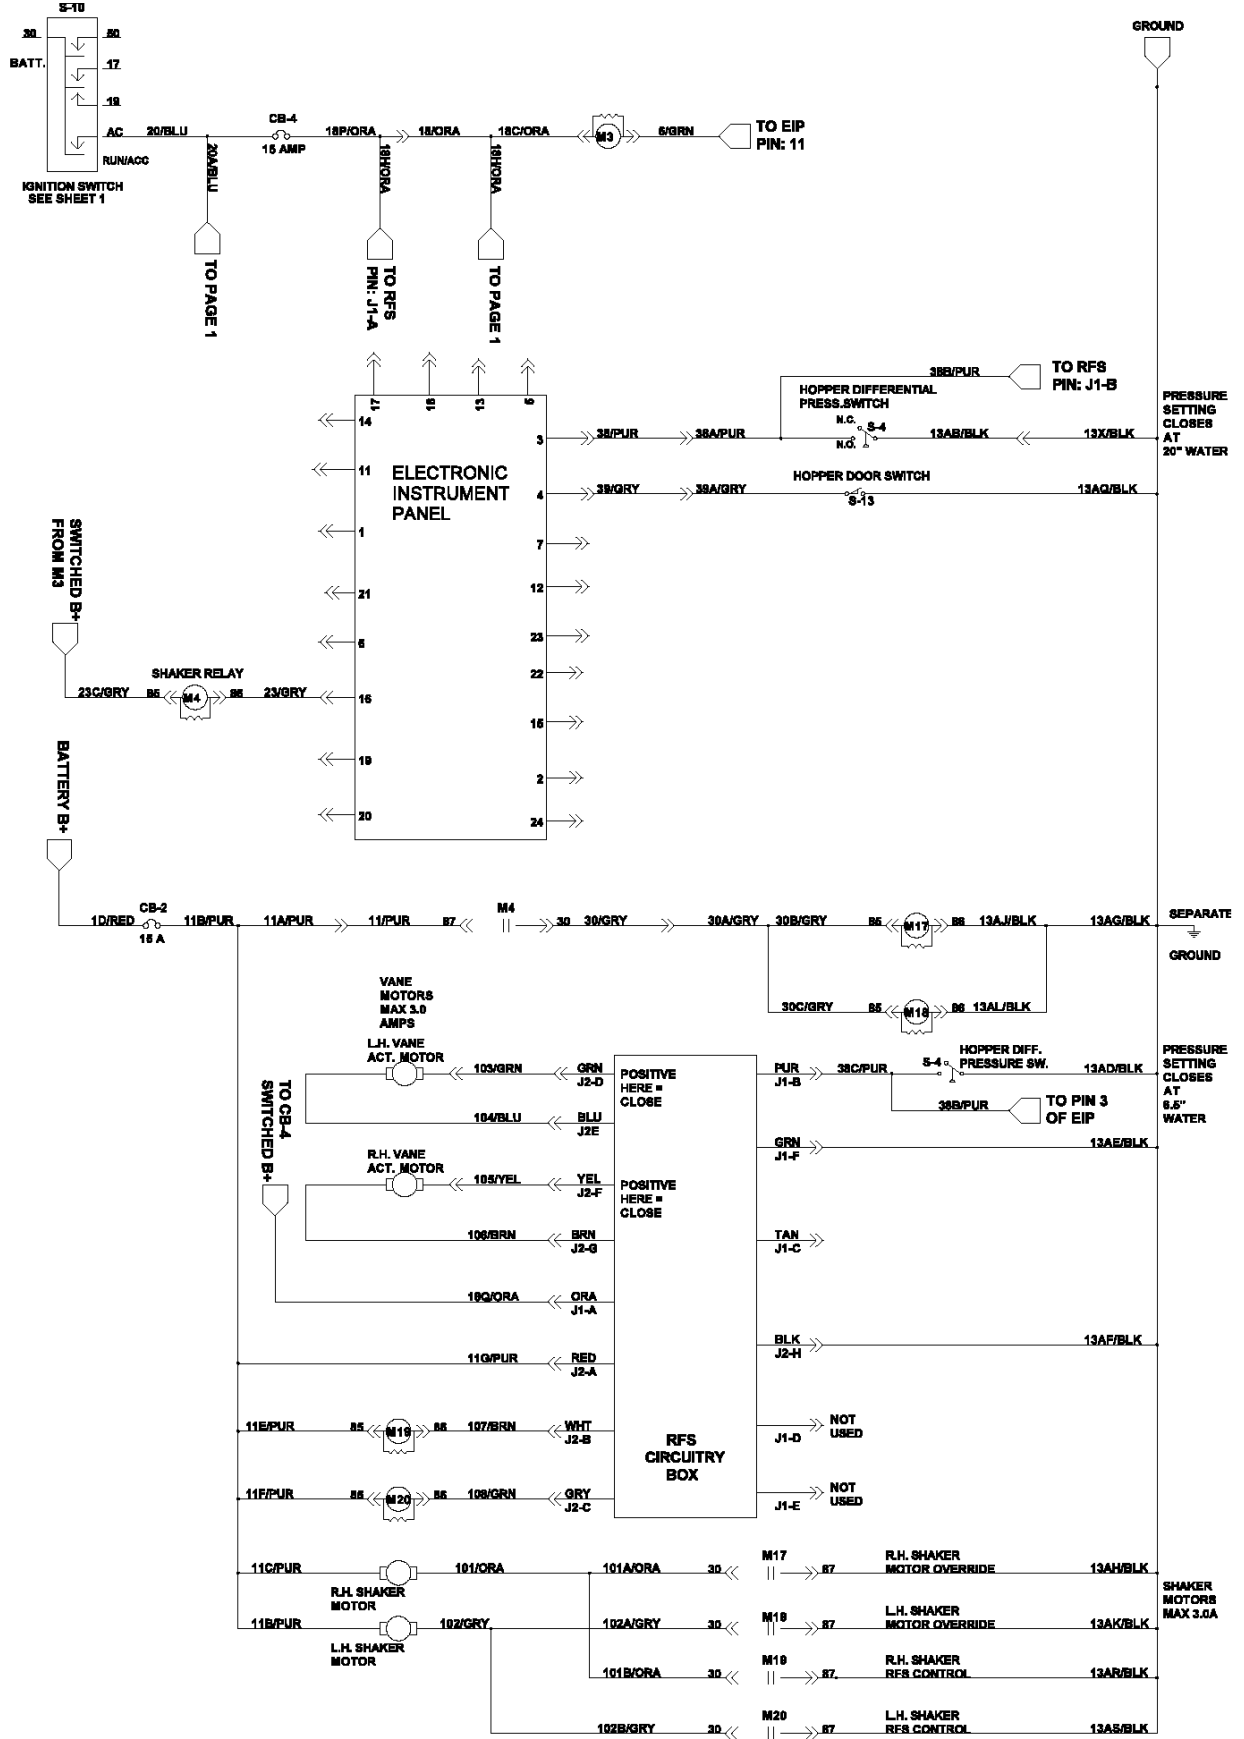 S-10
30
50
BATT.
17
19
AC
RUN/ACC
IGNITION SWITCH
SEE SHEET 1
20/BLU
20A/BLU
TO PAGE 1
CB-4
15 AMP
18P/ORA
18/ORA
18C/ORA
18H/ORA
18H/ORA
TO RFS
PIN: J1-A
TO PAGE 1
M3
6/GRN
TO EIP
PIN: 11
GROUND
17
18
13
5
14
11
1
21
6
16
19
20
3
4
7
12
23
22
15
2
24
ELECTRONIC
INSTRUMENT
PANEL
38/PUR
38A/PUR
38B/PUR
TO RFS
PIN: J1-B
HOPPER DIFFERENTIAL
PRESS.SWITCH
N.C.
S-4
N.O.
13AB/BLK
13X/BLK
PRESSURE
SETTING
CLOSES
AT
20" WATER
39/GRY
39A/GRY
HOPPER DOOR SWITCH
S-13
13AQ/BLK
SWITCHED B+
FROM M3
SHAKER RELAY
23C/GRY
85
M4
86
23/GRY
BATTERY B+
1D/RED
CB-2
15 A
11B/PUR
11A/PUR
11/PUR
87
M4
30
30/GRY
30A/GRY
30B/GRY
85
M17
86
13AJ/BLK
13AG/BLK
SEPARATE
GROUND
30C/GRY
85
M18
86
13AL/BLK
VANE
MOTORS
MAX 3.0
AMPS
L.H. VANE
ACT. MOTOR
103/GRN
GRN
J2-D
104/BLU
BLU
J2E
R.H. VANE
ACT. MOTOR
105/YEL
YEL
J2-F
106/BRN
BRN
J2-G
TO CB-4
SWITCHED B+
18Q/ORA
ORA
J1-A
11G/PUR
RED
J2-A
11E/PUR
85
M19
86
107/BRN
WHT
J2-B
11F/PUR
85
M20
86
108/GRN
GRY
J2-C
POSITIVE
HERE =
CLOSE
POSITIVE
HERE =
CLOSE
RFS
CIRCUITRY
BOX
PUR
J1-B
38C/PUR
S-4
HOPPER DIFF.
PRESSURE SW.
13AD/BLK
PRESSURE
SETTING
CLOSES
AT
6.5"
WATER
38B/PUR
TO PIN 3
OF EIP
GRN
J1-F
13AE/BLK
TAN
J1-C
BLK
J2-H
13AF/BLK
J1-D
NOT
USED
J1-E
NOT
USED
11C/PUR
R.H. SHAKER
MOTOR
101/ORA
101A/ORA
30
M17
87
R.H. SHAKER
MOTOR OVERRIDE
13AH/BLK
SHAKER
MOTORS
MAX 3.0A
11B/PUR
L.H. SHAKER
MOTOR
102/GRY
102A/GRY
30
M18
87
L.H. SHAKER
MOTOR OVERRIDE
13AK/BLK
101B/ORA
30
M19
87
R.H. SHAKER
RFS CONTROL
13AR/BLK
102B/GRY
30
M20
87
L.H. SHAKER
RFS CONTROL
13AS/BLK